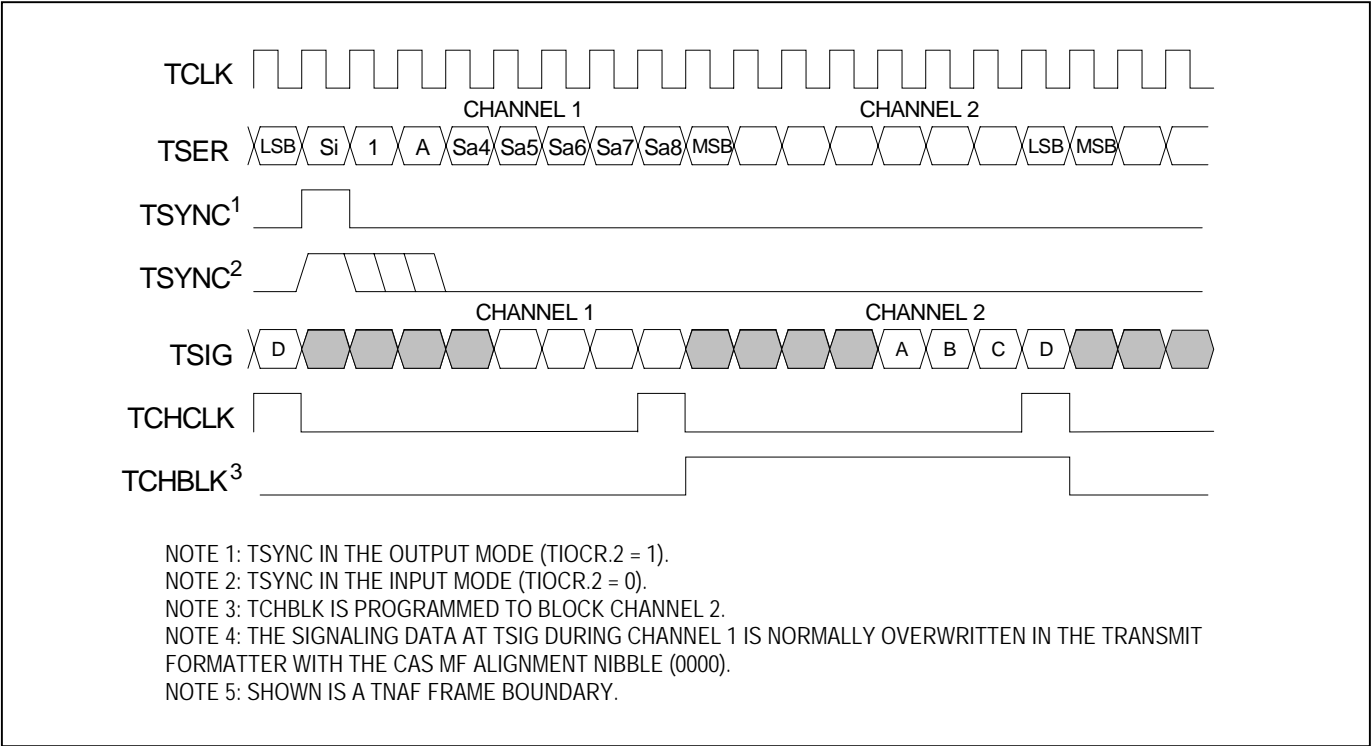 TCLK
CHANNEL 1 CHANNEL 2
TSER LSB Si 1 A Sa4 Sa5 Sa6 Sa7 Sa8 MSB LSB MSB
TSYNC1
TSYNC2
CHANNEL 1 CHANNEL 2
TSIG D A B C D
TCHCLK
TCHBLK3
NOTE 1: TSYNC IN THE OUTPUT MODE (TIOCR.2 = 1).
NOTE 2: TSYNC IN THE INPUT MODE (TIOCR.2 = 0).
NOTE 3: TCHBLK IS PROGRAMMED TO BLOCK CHANNEL 2.
NOTE 4: THE SIGNALING DATA AT TSIG DURING CHANNEL 1 IS NORMALLY OVERWRITTEN IN THE TRANSMIT
FORMATTER WITH THE CAS MF ALIGNMENT NIBBLE (0000).
NOTE 5: SHOWN IS A TNAF FRAME BOUNDARY.